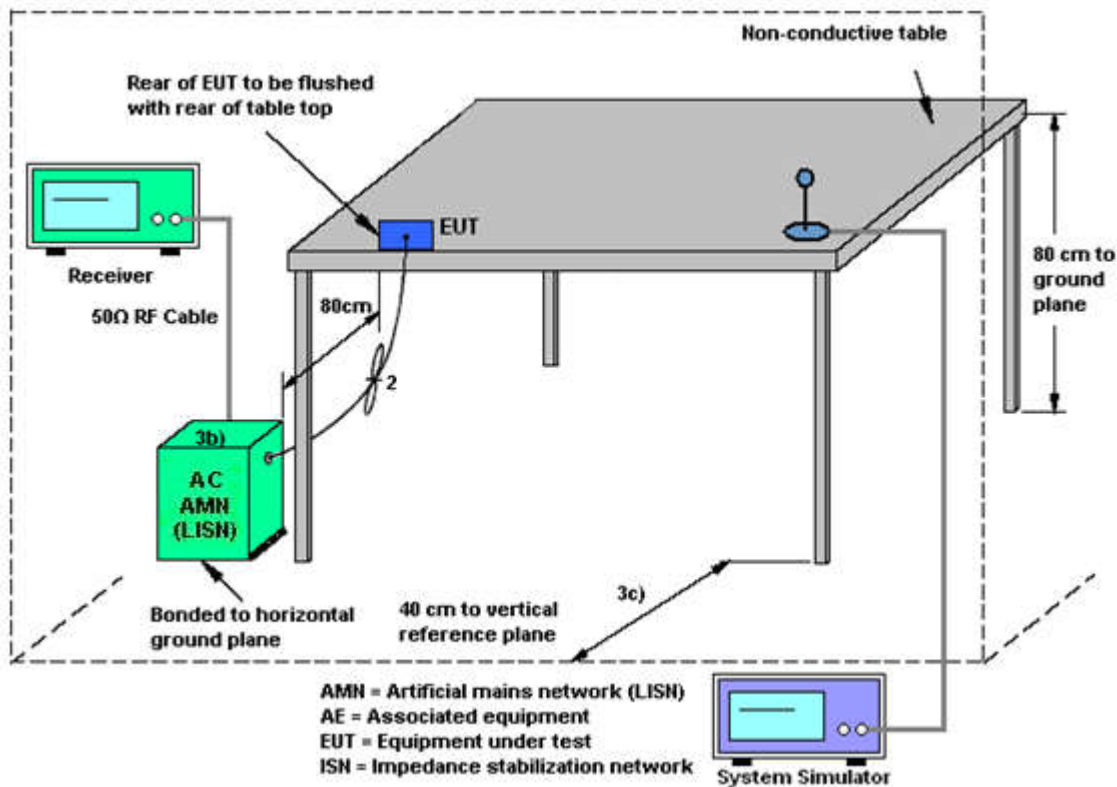 Non-conductive table
Rear of EUT to be flushed
with rear of table top
EUT
Receiver
80 cm to
ground
plane
80cm
50Ω RF Cable
2
3b)
AC
AMN
(LISN)
3c)
Bonded to horizontal
ground plane
40 cm to vertical
reference plane
AMN = Artificial mains network (LISN)
AE = Associated equipment
EUT = Equipment under test
ISN = Impedance stabilization network
System Simulator